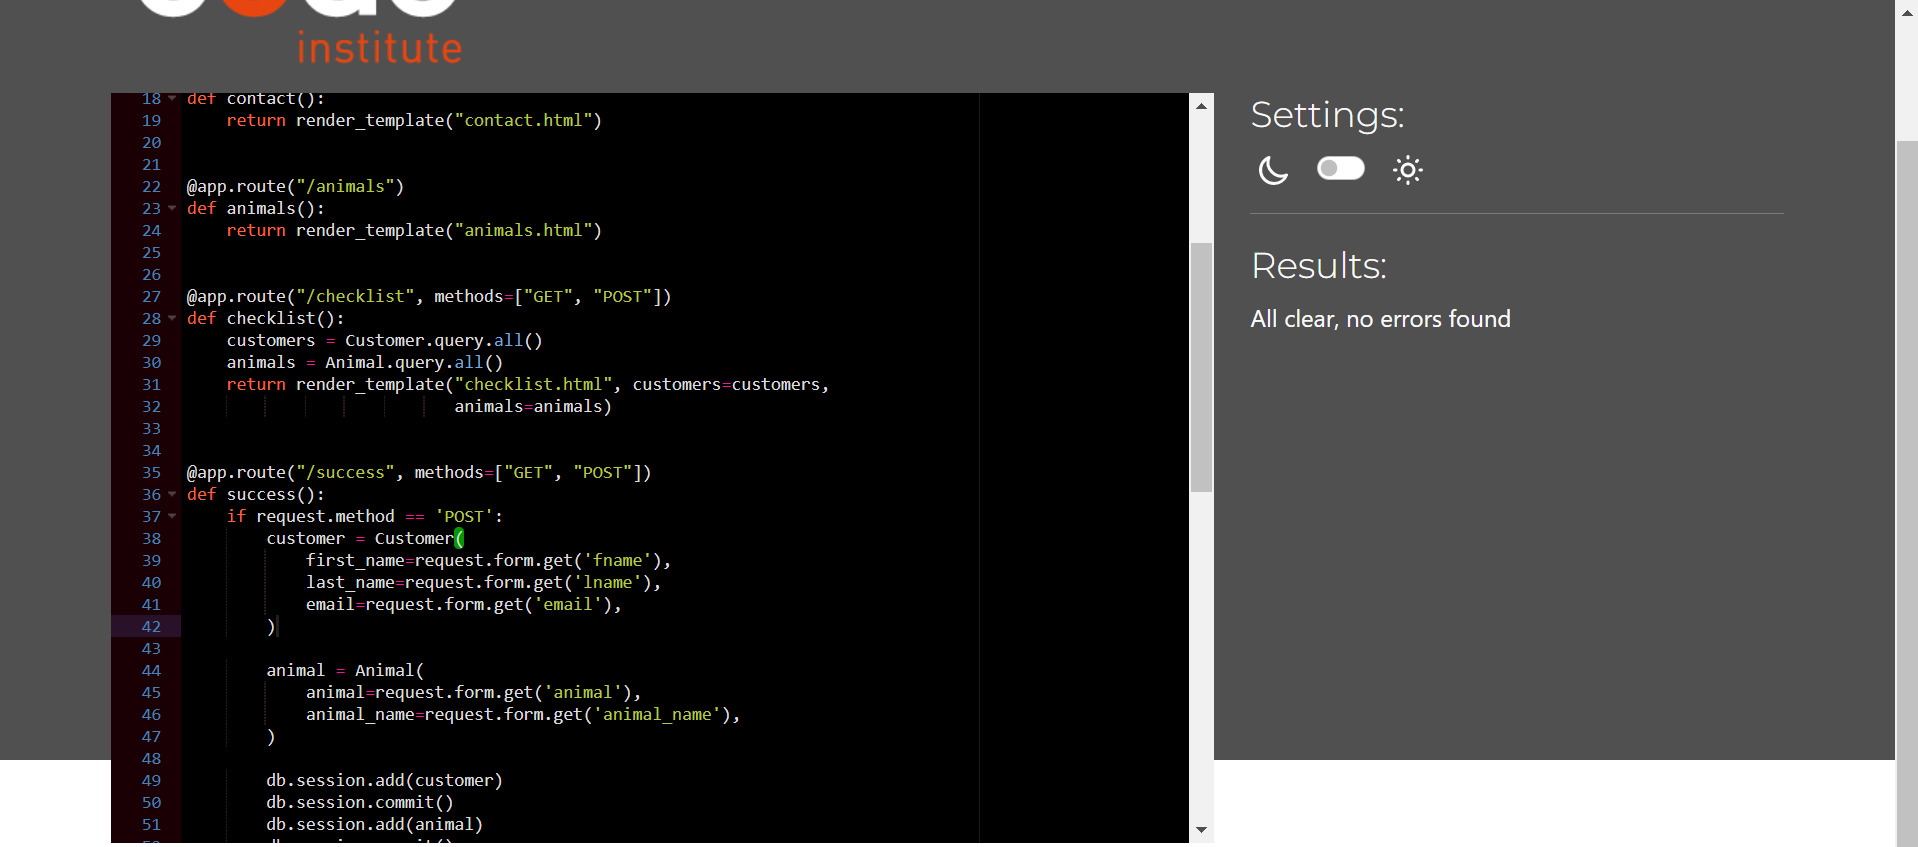 institute
18 def contact():
19 return render_template("contact.html")
20
21
22 @app.route("/animals")
23 def animals():
24 return render_template("animals.html")
25
26
27 @app.route("/checklist", methods=["GET", "POST"])
28 def checklist():
29 customers = Customer.query.all()
30 animals = Animal.query.all()
31 return render_template("checklist.html", customers=customers,
32 animals=animals)
33
34
35 @app.route("/success", methods=["GET", "POST"])
36 def success():
37 if request.method == 'POST':
38 customer = Customer(
39 first_name=request.form.get('fname'),
40 last_name=request.form.get('lname'),
41 email=request.form.get('email'),
42 )
43
44 animal = Animal(
45 animal=request.form.get('animal'),
46 animal_name=request.form.get('animal_name'),
47 )
48
49 db.session.add(customer)
50 db.session.commit()
51 db.session.add(animal)
Settings:
Results:
All clear, no errors found